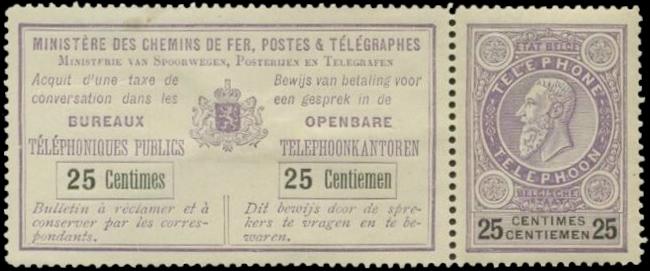 MINISTÈRE DES CHEMINS DE FER, POSTES & TÉLÉGRAPHES
MINISTERIE VAN SPOORWEGEN, POSTERIJEN EN TELEGRAFEN
Acquit d'une taxe de
conversation dans les
BUREAUX
TÉLÉPHONIQUES PUBLICS
25 Centimes
Bulletin à réclamer et à
conserver par les corres-
pondants.
Bewijs van betaling voor
een gesprek in de
OPENBARE
TELEPHOONKANTOREN
25 Centiemen
Dit bewijs door de spre-
kers te vragen en te be-
waren.
ÉTAT BELGE
TÉLÉPHONE
TELEPHOON
BELGISCHE
STAAT
25 CENTIMES 25
CENTIEMEN